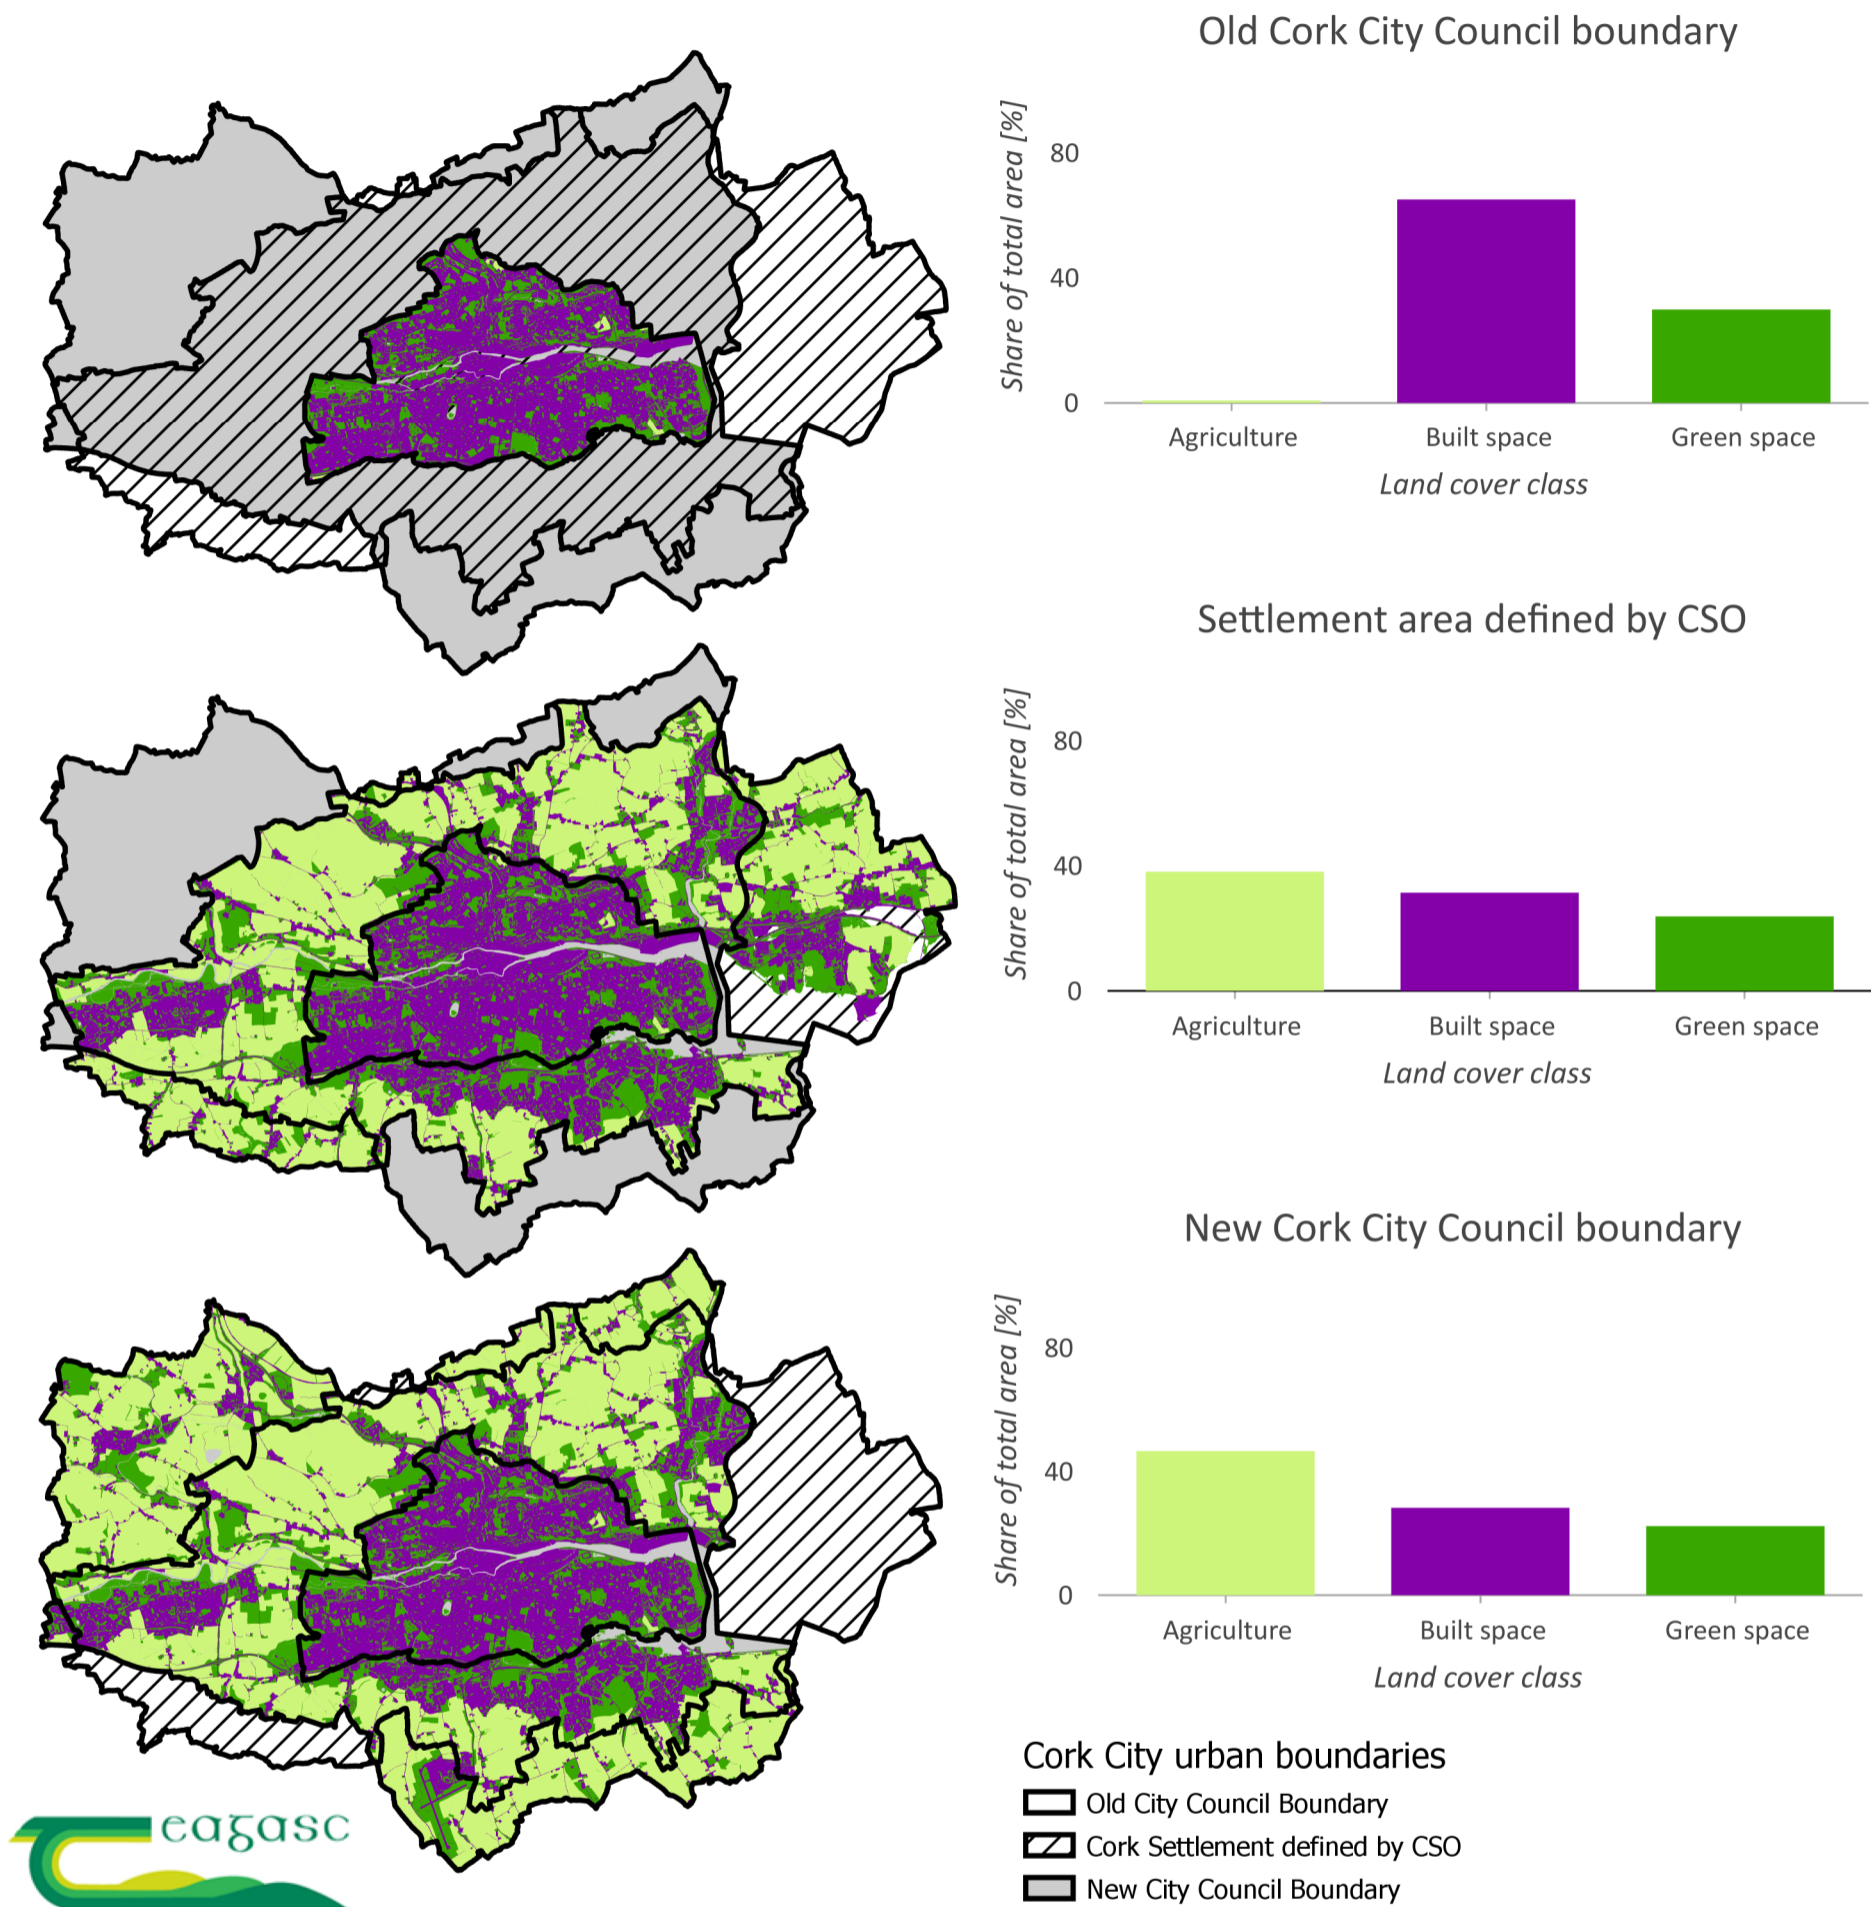 Old Cork City Council boundary
Share of total area [%]
80
40
0
Agriculture
Built space
Green space
Land cover class
Settlement area defined by CSO
Share of total area [%]
80
40
0
Agriculture
Built space
Green space
Land cover class
New Cork City Council boundary
Share of total area [%]
80
40
0
Agriculture
Built space
Green space
Land cover class
Cork City urban boundaries
Old City Council Boundary
Cork Settlement defined by CSO
New City Council Boundary
Teagasc